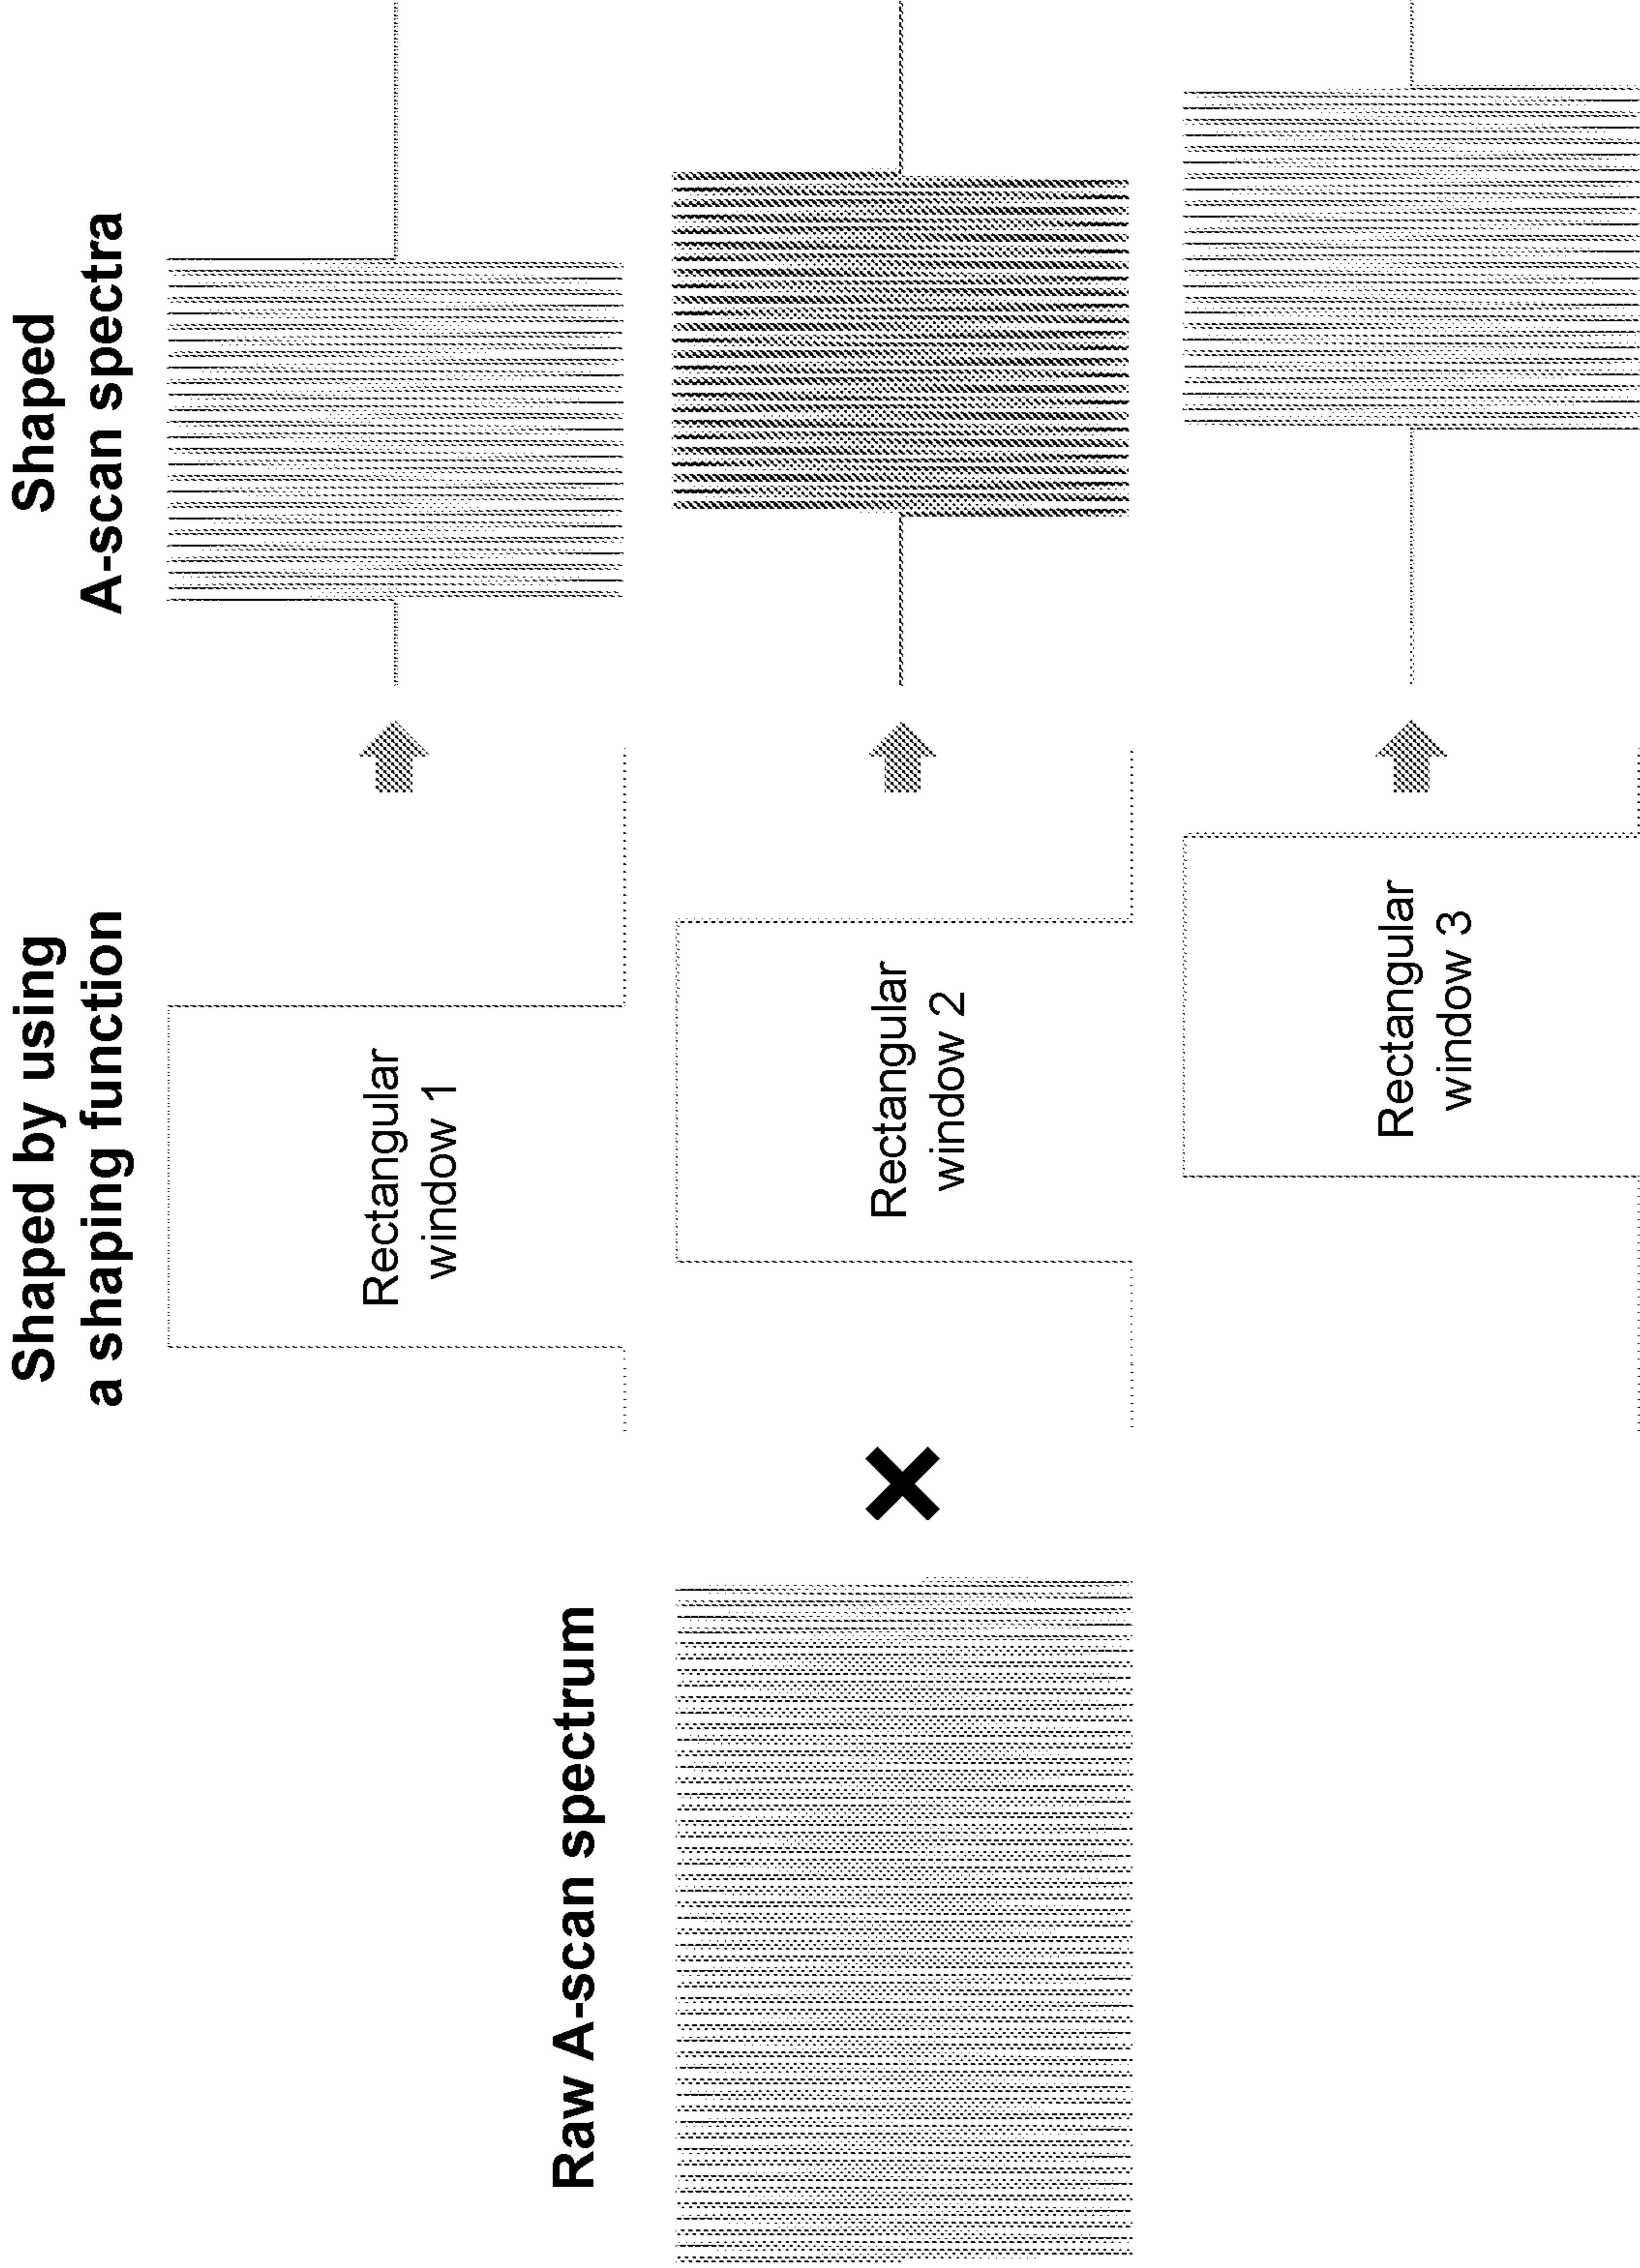 Raw A-scan spectrum
Shaped by using
a shaping function
Rectangular
window 1
Rectangular
window 2
Rectangular
window 3
Shaped
A-scan spectra